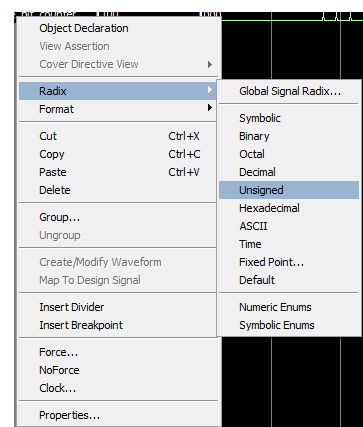 bit counter
Object Declaration
View Assertion
Cover Directive View
Radix
Format
Cut Ctrl+X
Copy Ctrl+C
Paste Ctrl+V
Delete
Group...
Ungroup
Create/Modify Waveform
Map To Design Signal
Insert Divider
Insert Breakpoint
Force...
NoForce
Clock...
Properties...
Global Signal Radix...
Symbolic
Binary
Octal
Decimal
Unsigned
Hexadecimal
ASCII
Time
Fixed Point...
Default
Numeric Enums
Symbolic Enums